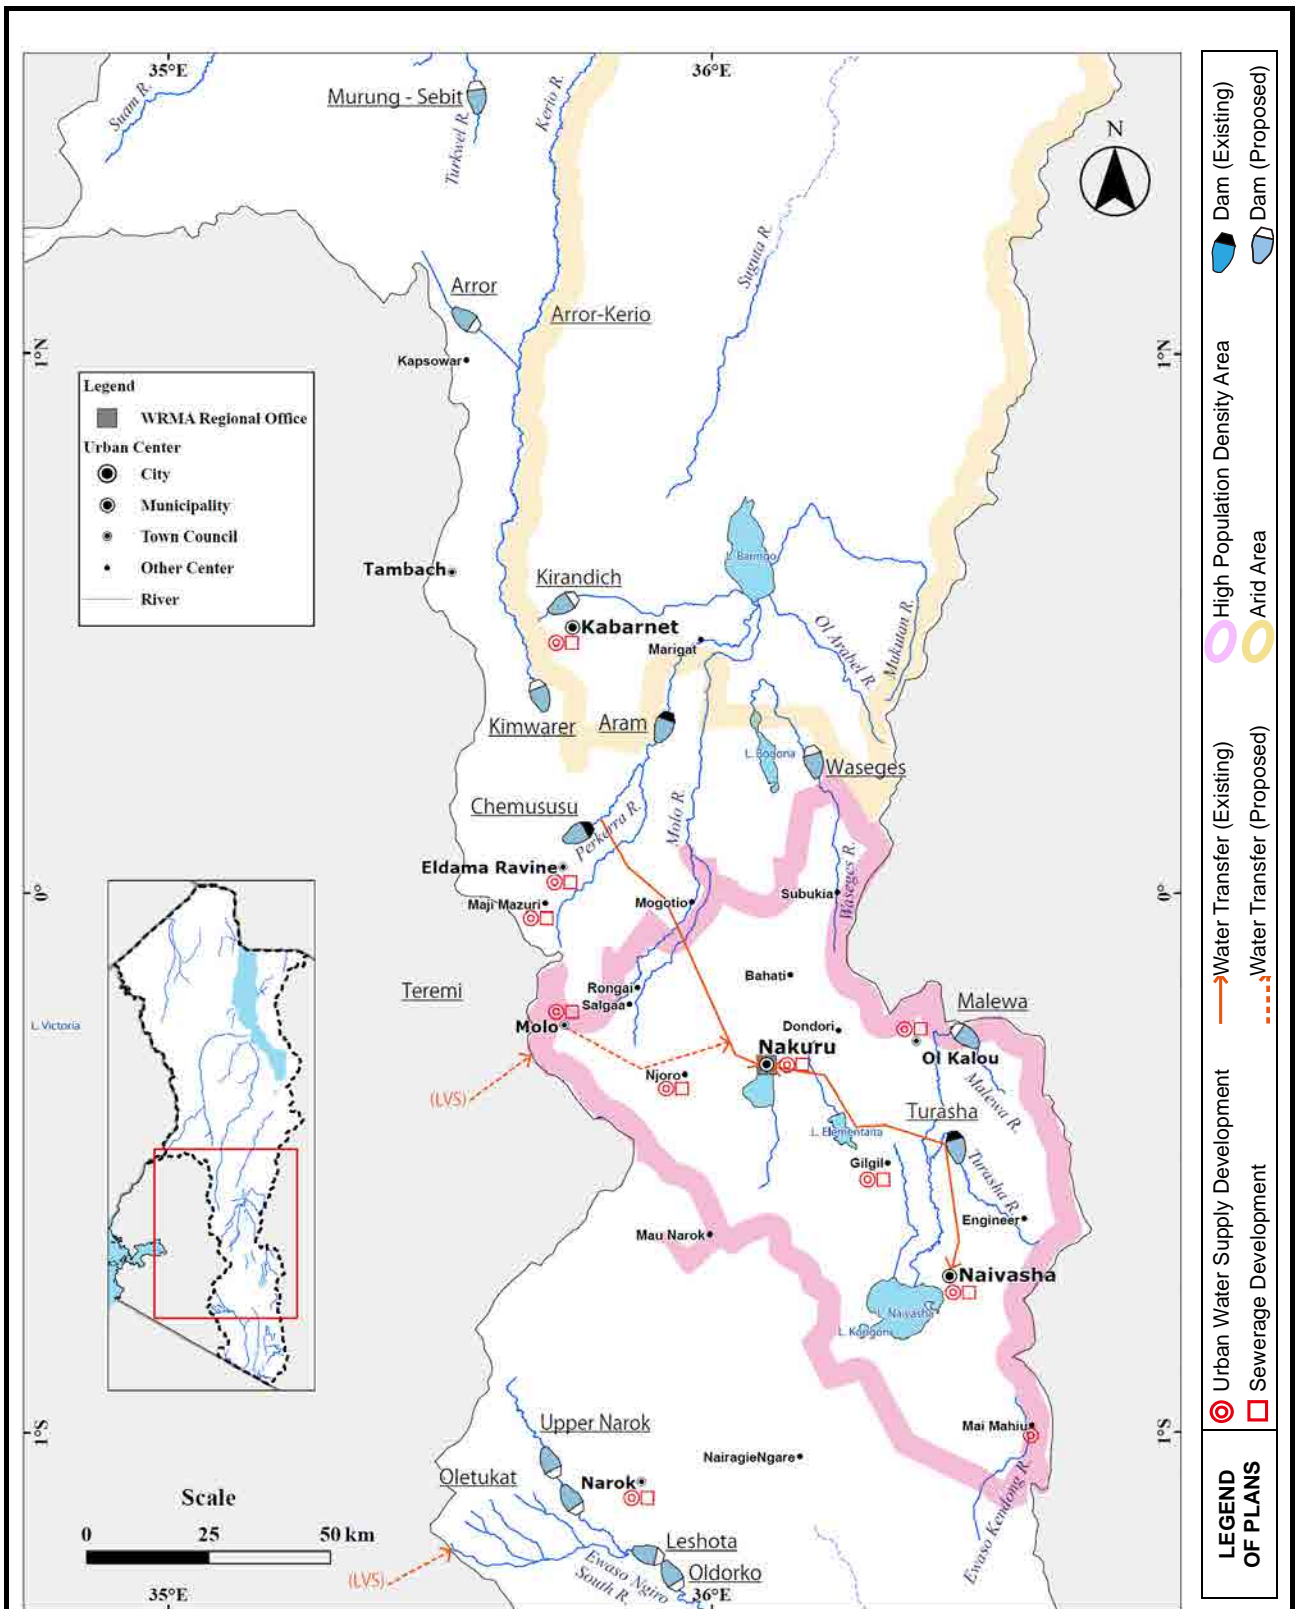 35°E
36°E
Suam R.
Murung - Sebit
Turkwel R.
Kerio R.
N
Suguta R.
Arror
Arror-Kerio
1°N
1°N
Kapsowar
Legend
WRMA Regional Office
Urban Center
City
Municipality
Town Council
Other Center
River
L. Baringo
Tambach
Kirandich
Kabarnet
Marigat
Ol Arabel R.
Mukutan R.
Kimwarer
Aram
L. Bogoria
Waseges
Chemususu
Perkerra R.
Molo R.
Eldama Ravine
Waseges R.
0°
0°
Maji Mazuri
Mogotio
Subukia
Bahati
Teremi
Rongai
Salgaa
Malewa
L. Victoria
Molo
Dondori
Nakuru
Ol Kalou
Njoro
Malewa R.
(LVS)
Turasha
L. Elementaita
Gilgil
Turasha R.
Engineer
Mau Narok
Naivasha
L. Naivasha
L. Kongoni
Upper Narok
Mai Mahiu
1°S
1°S
NairagieNgare
Oletukat
Narok
Ewaso Kendong R.
Scale
0
25
50 km
Leshota
Oldorko
Ewaso Ngiro
South R.
(LVS)
35°E
36°E
LEGEND
OF PLANS
Urban Water Supply Development
Sewerage Development
Water Transfer (Existing)
Water Transfer (Proposed)
High Population Density Area
Arid Area
Dam (Existing)
Dam (Proposed)